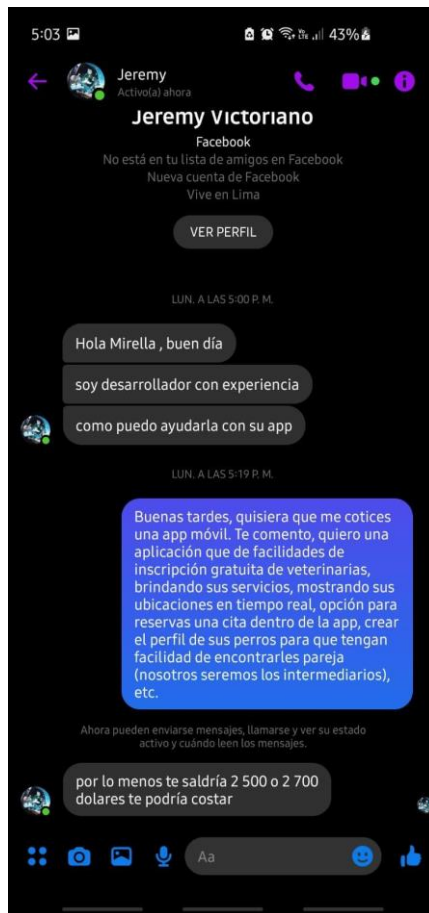 5:03
43%
Jeremy
Activo(a) ahora
Jeremy Victoriano
Facebook
No está en tu lista de amigos en Facebook
Nueva cuenta de Facebook
Vive en Lima
VER PERFIL
LUN. A LAS 5:00 P. M.
Hola Mirella , buen día
soy desarrollador con experiencia
como puedo ayudarla con su app
LUN. A LAS 5:19 P. M.
Buenas tardes, quisiera que me cotices
una app móvil. Te comento, quiero una
aplicación que de facilidades de
inscripción gratuita de veterinarias,
brindando sus servicios, mostrando sus
ubicaciones en tiempo real, opción para
reservas una cita dentro de la app, crear
el perfil de sus perros para que tengan
facilidad de encontrarles pareja
(nosotros seremos los intermediarios),
etc.
Ahora pueden enviarse mensajes, llamarse y ver su estado
activo y cuándo leen los mensajes.
por lo menos te saldría 2 500 o 2 700
dolares te podría costar
Aa